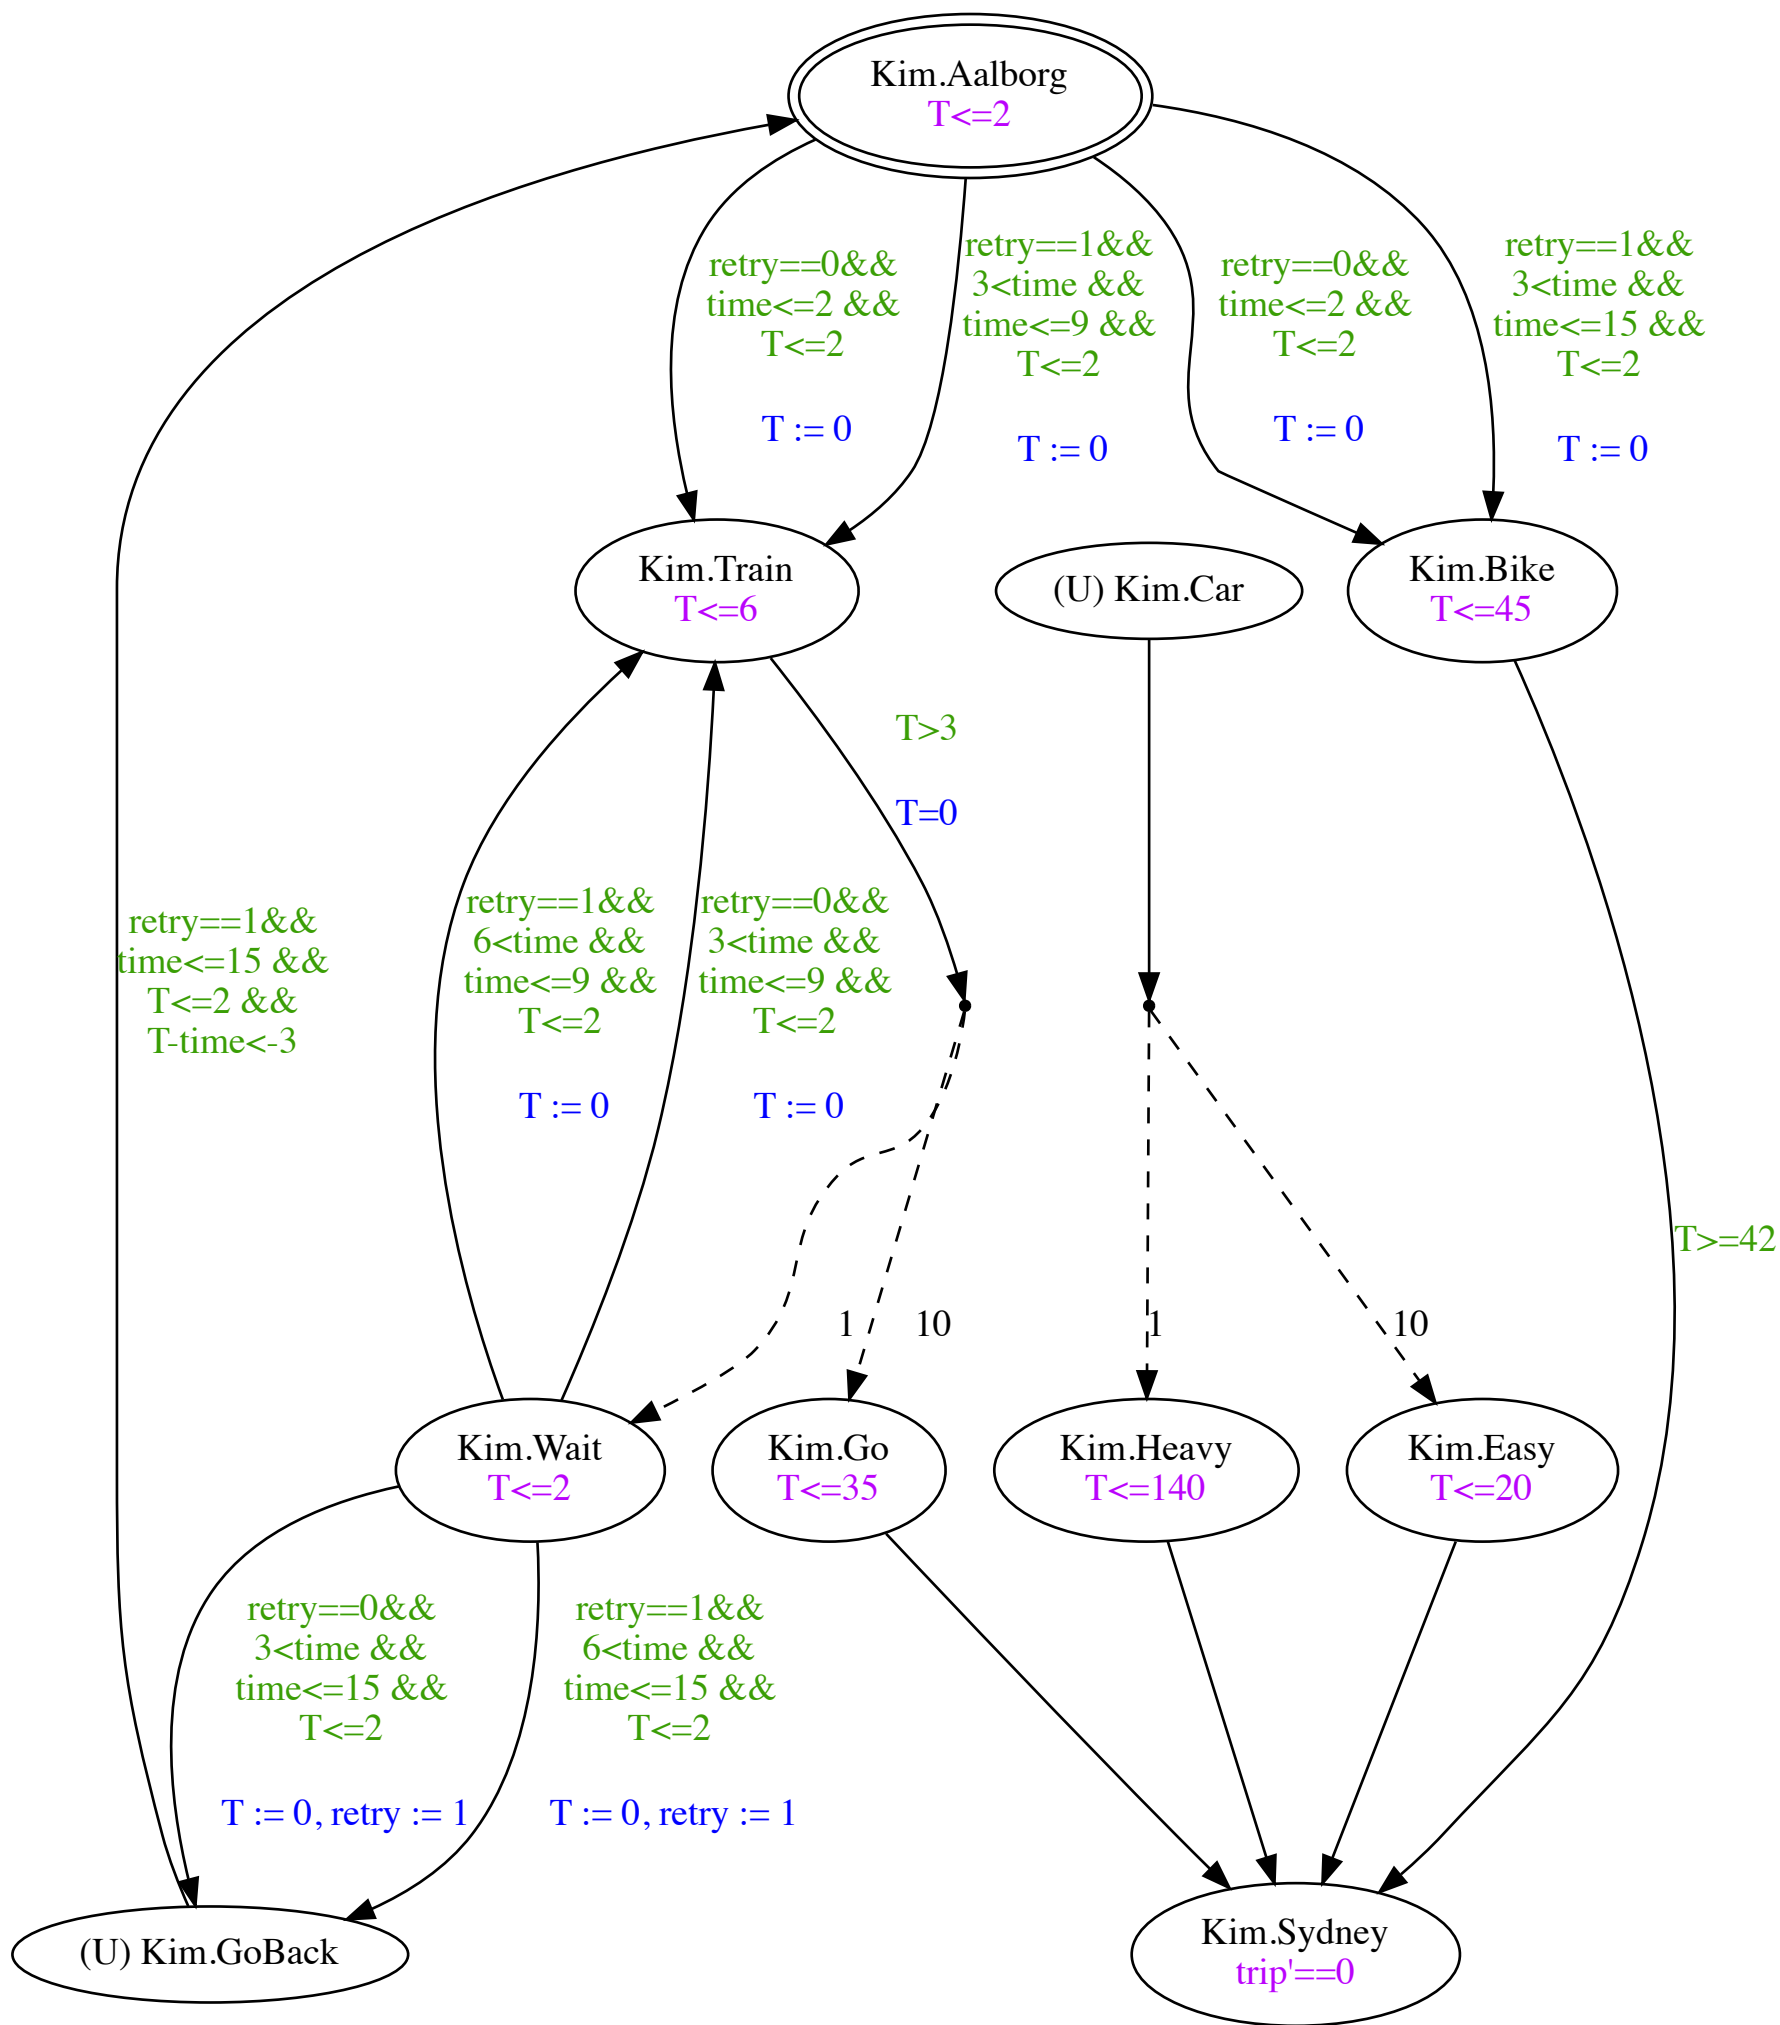 Kim.Aalborg
T<=2
retry==0&&
time<=2 &&
T<=2
T := 0
retry==1&&
3<time &&
time<=9 &&
T<=2
T := 0
retry==0&&
time<=2 &&
T<=2
T := 0
retry==1&&
3<time &&
time<=15 &&
T<=2
T := 0
Kim.Train
T<=6
(U) Kim.Car
Kim.Bike
T<=45
T>3
T=0
retry==1&&
time<=15 &&
T<=2 &&
T-time<-3
retry==1&&
6<time &&
time<=9 &&
T<=2
T := 0
retry==0&&
3<time &&
time<=9 &&
T<=2
T := 0
T>=42
1
10
1
10
Kim.Wait
T<=2
Kim.Go
T<=35
Kim.Heavy
T<=140
Kim.Easy
T<=20
retry==0&&
3<time &&
time<=15 &&
T<=2
T := 0, retry := 1
retry==1&&
6<time &&
time<=15 &&
T<=2
T := 0, retry := 1
(U) Kim.GoBack
Kim.Sydney
trip'==0